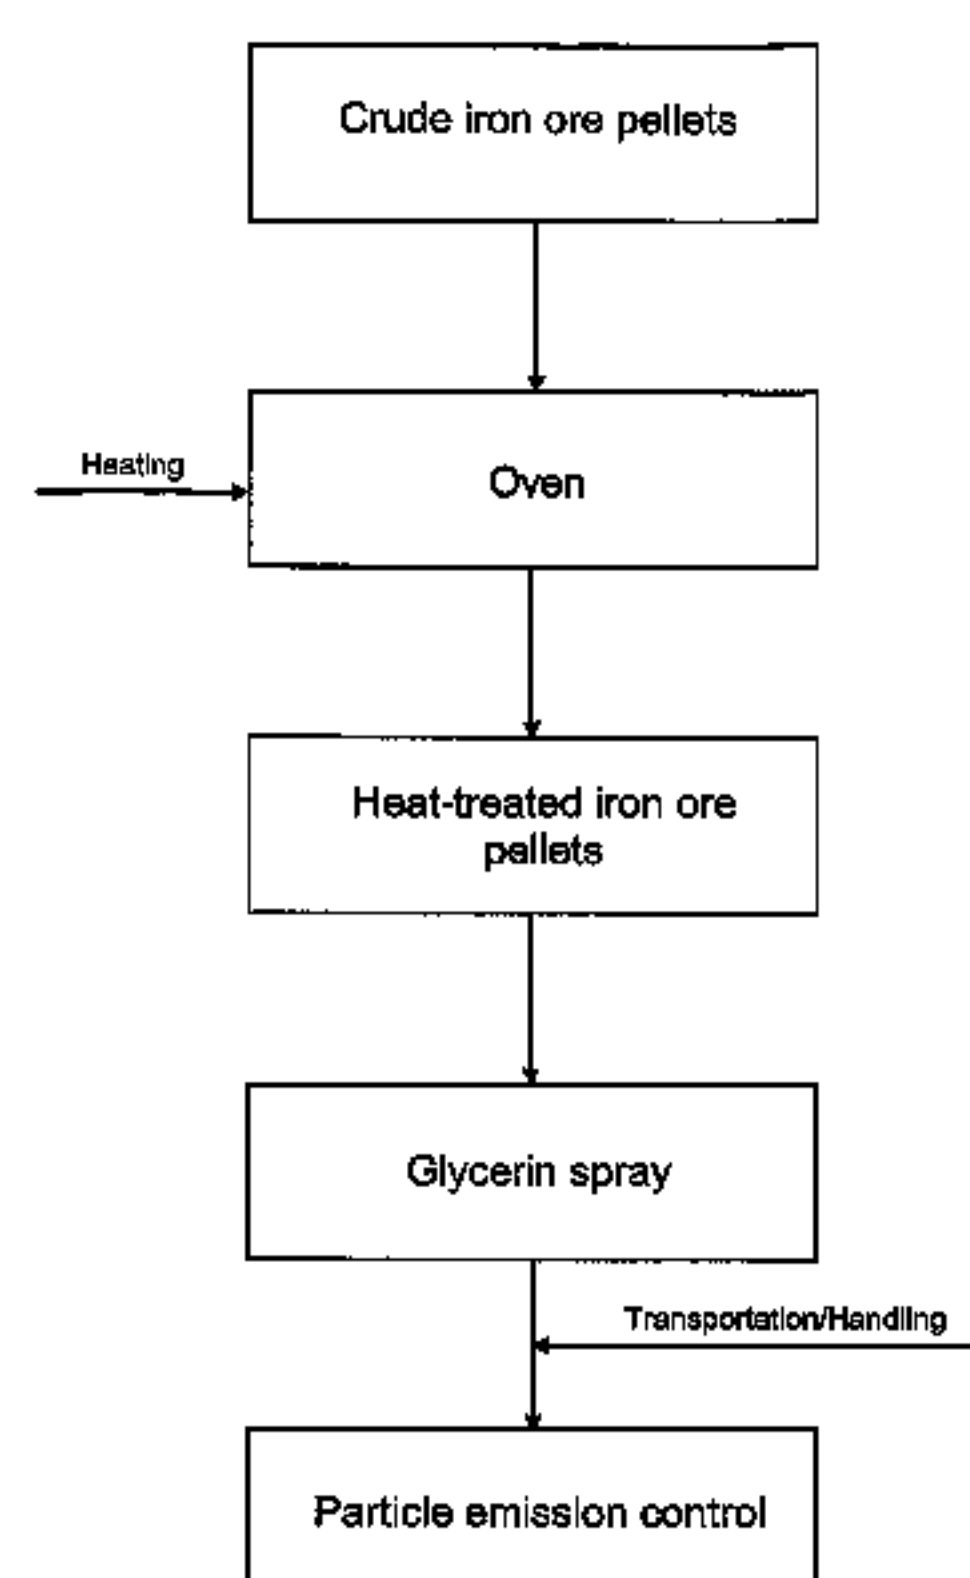 Crude iron ore pellets
Heating
Oven
Heat-treated iron ore
pellets
Glycerin spray
Transportation/Handling
Particle emission control